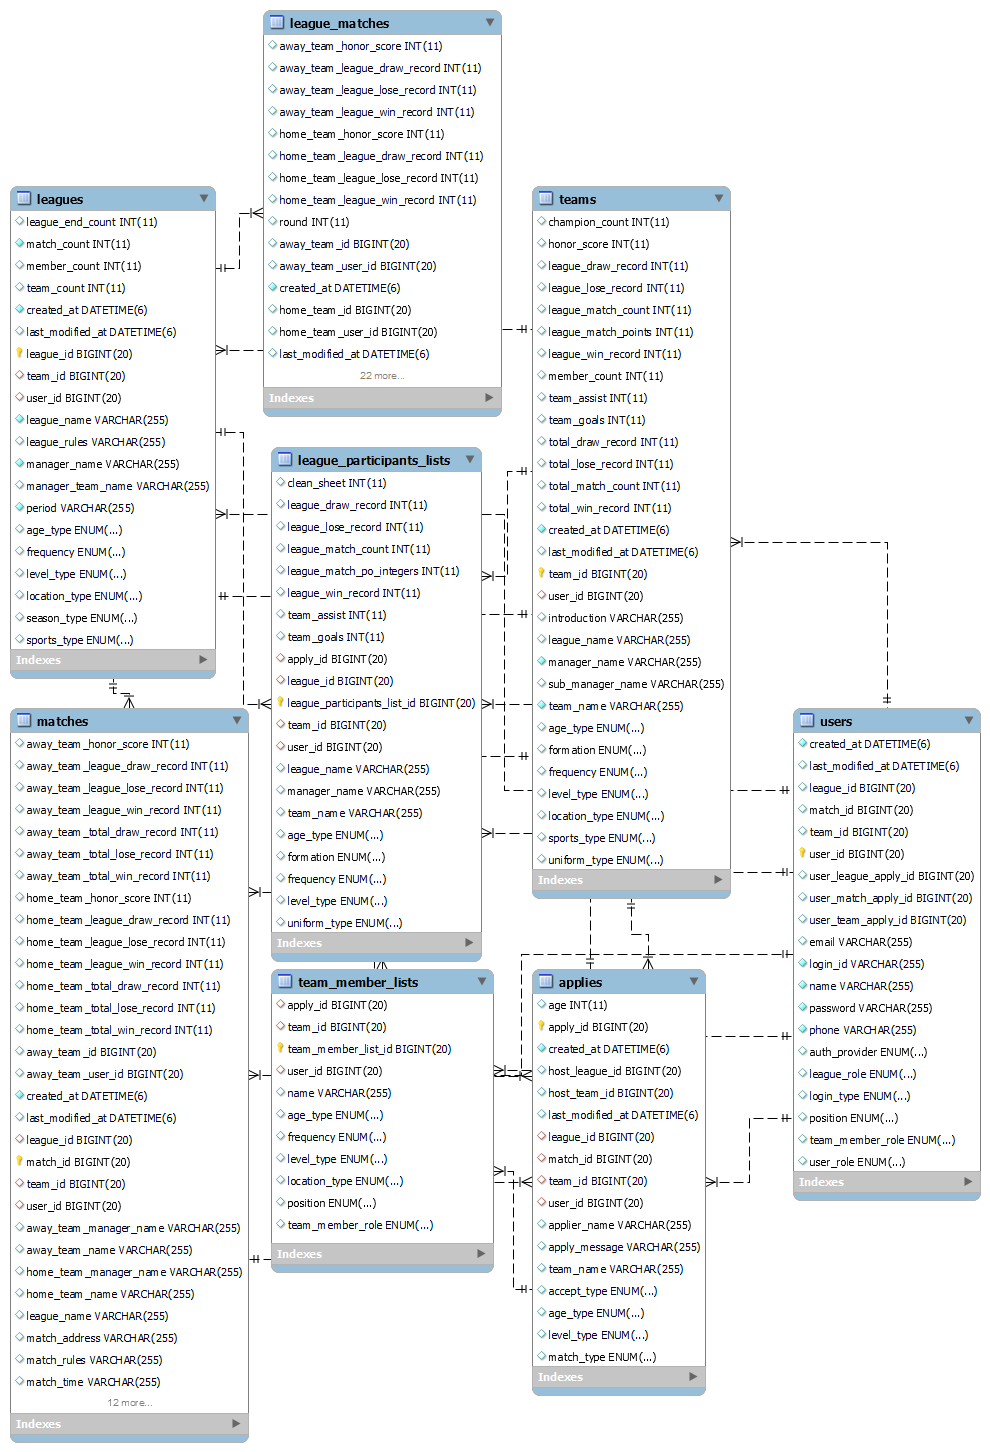 league_matches
away_team_honor_score INT(11)
away_team_league_draw_record INT(11)
away_team_league_lose_record INT(11)
away_team_league_win_record INT(11)
home_team_honor_score INT(11)
home_team_league_draw_record INT(11)
home_team_league_lose_record INT(11)
home_team_league_win_record INT(11)
round INT(11)
away_team_id BIGINT(20)
away_team_user_id BIGINT(20)
created_at DATETIME(6)
home_team_id BIGINT(20)
home_team_user_id BIGINT(20)
last_modified_at DATETIME(6)
22 more...
Indexes
leagues
league_end_count INT(11)
match_count INT(11)
member_count INT(11)
team_count INT(11)
created_at DATETIME(6)
last_modified_at DATETIME(6)
league_id BIGINT(20)
team_id BIGINT(20)
user_id BIGINT(20)
league_name VARCHAR(255)
league_rules VARCHAR(255)
manager_name VARCHAR(255)
manager_team_name VARCHAR(255)
period VARCHAR(255)
age_type ENUM(...)
frequency ENUM(...)
level_type ENUM(...)
location_type ENUM(...)
season_type ENUM(...)
sports_type ENUM(...)
Indexes
teams
champion_count INT(11)
honor_score INT(11)
league_draw_record INT(11)
league_lose_record INT(11)
league_match_count INT(11)
league_match_points INT(11)
league_win_record INT(11)
member_count INT(11)
team_assist INT(11)
team_goals INT(11)
total_draw_record INT(11)
total_lose_record INT(11)
total_match_count INT(11)
total_win_record INT(11)
created_at DATETIME(6)
last_modified_at DATETIME(6)
team_id BIGINT(20)
user_id BIGINT(20)
introduction VARCHAR(255)
league_name VARCHAR(255)
manager_name VARCHAR(255)
sub_manager_name VARCHAR(255)
team_name VARCHAR(255)
age_type ENUM(...)
formation ENUM(...)
frequency ENUM(...)
level_type ENUM(...)
location_type ENUM(...)
sports_type ENUM(...)
uniform_type ENUM(...)
Indexes
league_participants_lists
clean_sheet INT(11)
league_draw_record INT(11)
league_lose_record INT(11)
league_match_count INT(11)
league_match_po_integers INT(11)
league_win_record INT(11)
team_assist INT(11)
team_goals INT(11)
apply_id BIGINT(20)
league_id BIGINT(20)
league_participants_list_id BIGINT(20)
team_id BIGINT(20)
user_id BIGINT(20)
league_name VARCHAR(255)
manager_name VARCHAR(255)
team_name VARCHAR(255)
age_type ENUM(...)
formation ENUM(...)
frequency ENUM(...)
level_type ENUM(...)
uniform_type ENUM(...)
Indexes
matches
away_team_honor_score INT(11)
away_team_league_draw_record INT(11)
away_team_league_lose_record INT(11)
away_team_league_win_record INT(11)
away_team_total_draw_record INT(11)
away_team_total_lose_record INT(11)
away_team_total_win_record INT(11)
home_team_honor_score INT(11)
home_team_league_draw_record INT(11)
home_team_league_lose_record INT(11)
home_team_league_win_record INT(11)
home_team_total_draw_record INT(11)
home_team_total_lose_record INT(11)
home_team_total_win_record INT(11)
away_team_id BIGINT(20)
away_team_user_id BIGINT(20)
created_at DATETIME(6)
last_modified_at DATETIME(6)
league_id BIGINT(20)
match_id BIGINT(20)
team_id BIGINT(20)
user_id BIGINT(20)
away_team_manager_name VARCHAR(255)
away_team_name VARCHAR(255)
home_team_manager_name VARCHAR(255)
home_team_name VARCHAR(255)
league_name VARCHAR(255)
match_address VARCHAR(255)
match_rules VARCHAR(255)
match_time VARCHAR(255)
12 more...
Indexes
users
created_at DATETIME(6)
last_modified_at DATETIME(6)
league_id BIGINT(20)
match_id BIGINT(20)
team_id BIGINT(20)
user_id BIGINT(20)
user_league_apply_id BIGINT(20)
user_match_apply_id BIGINT(20)
user_team_apply_id BIGINT(20)
email VARCHAR(255)
login_id VARCHAR(255)
name VARCHAR(255)
password VARCHAR(255)
phone VARCHAR(255)
auth_provider ENUM(...)
league_role ENUM(...)
login_type ENUM(...)
position ENUM(...)
team_member_role ENUM(...)
user_role ENUM(...)
Indexes
team_member_lists
apply_id BIGINT(20)
team_id BIGINT(20)
team_member_list_id BIGINT(20)
user_id BIGINT(20)
name VARCHAR(255)
age_type ENUM(...)
frequency ENUM(...)
level_type ENUM(...)
location_type ENUM(...)
position ENUM(...)
team_member_role ENUM(...)
Indexes
applies
age INT(11)
apply_id BIGINT(20)
created_at DATETIME(6)
host_league_id BIGINT(20)
host_team_id BIGINT(20)
last_modified_at DATETIME(6)
league_id BIGINT(20)
match_id BIGINT(20)
team_id BIGINT(20)
user_id BIGINT(20)
applier_name VARCHAR(255)
apply_message VARCHAR(255)
team_name VARCHAR(255)
accept_type ENUM(...)
age_type ENUM(...)
level_type ENUM(...)
match_type ENUM(...)
Indexes